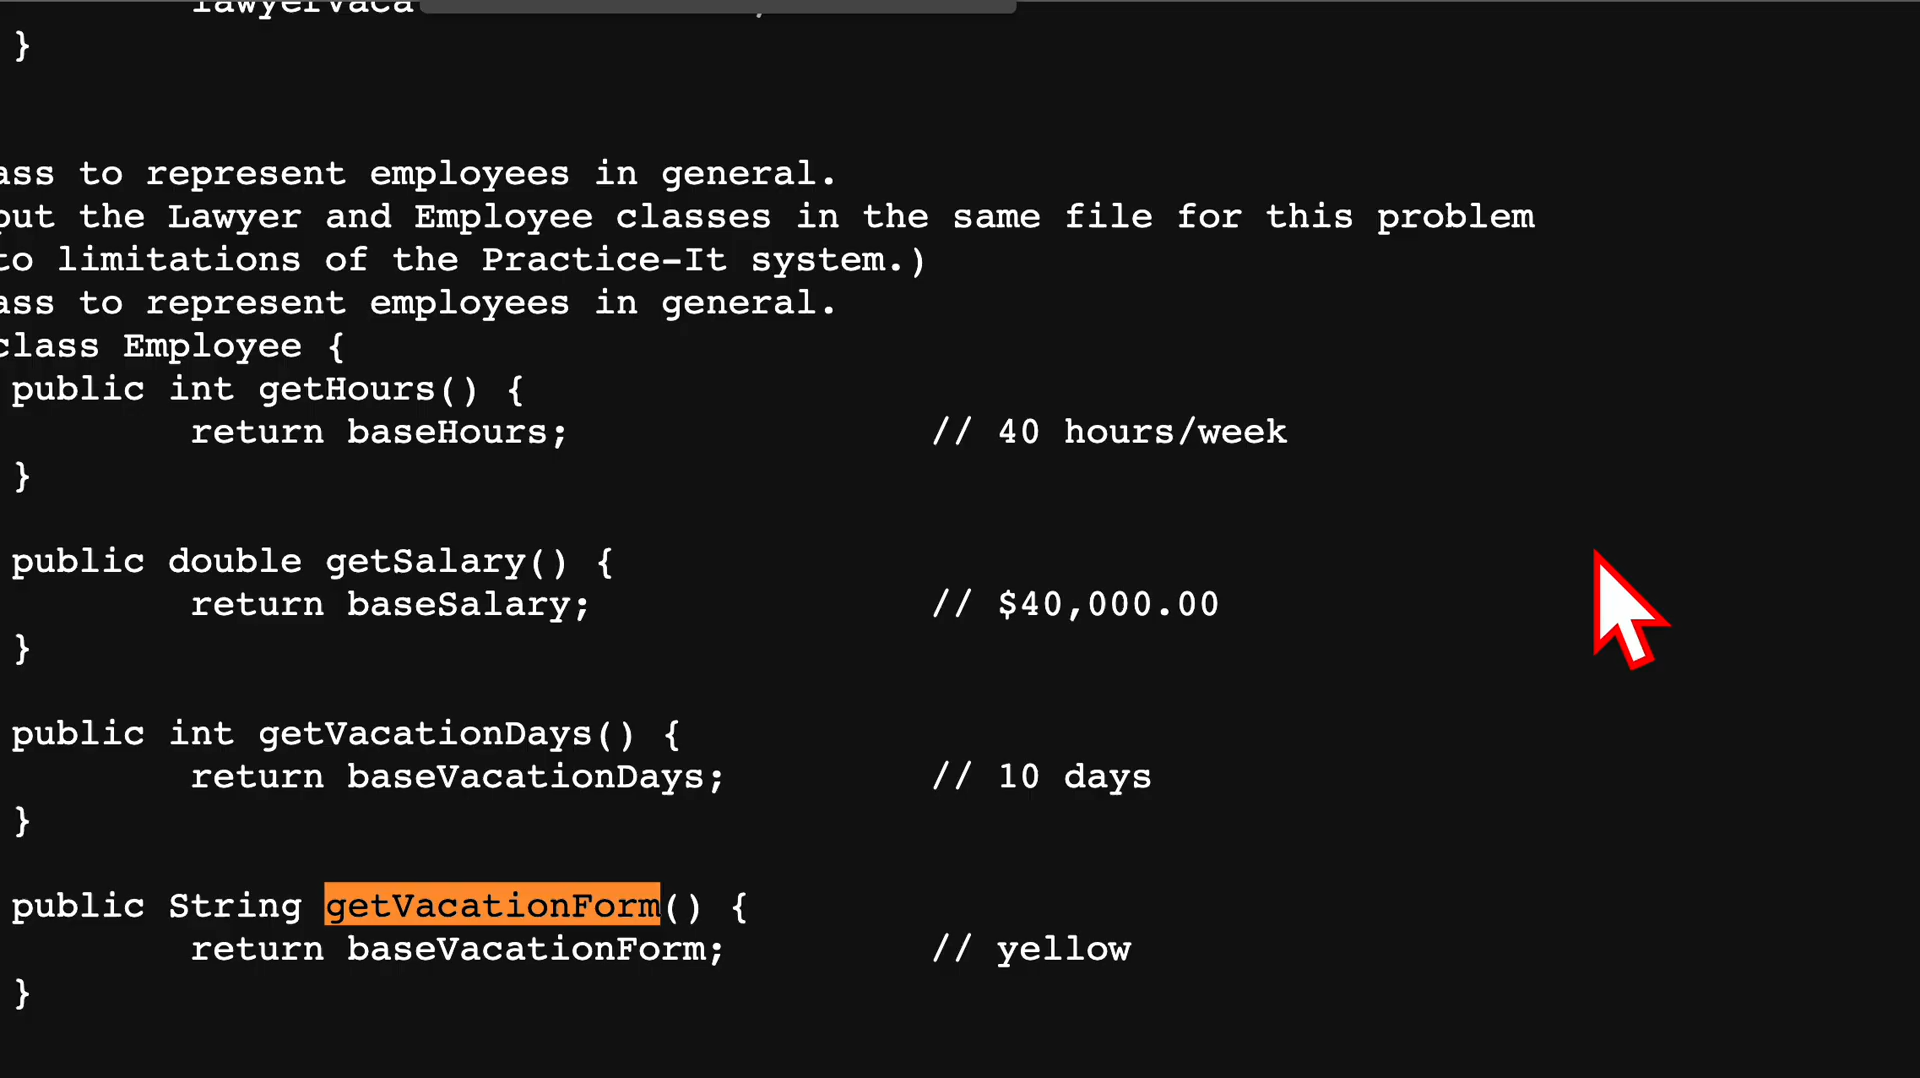 }
to represent employees in general.
the Lawyer and Employee classes in the same file for this problem
to limitations of the Practice-It system.)
to represent employees in general.
class Employee {
public int getHours() {
return baseHours; // 40 hours/week
}
public double getSalary() {
return baseSalary; // $40,000.00
}
public int getVacationDays() {
return baseVacationDays; // 10 days
}
public String getVacationForm() {
return baseVacationForm; // yellow
}